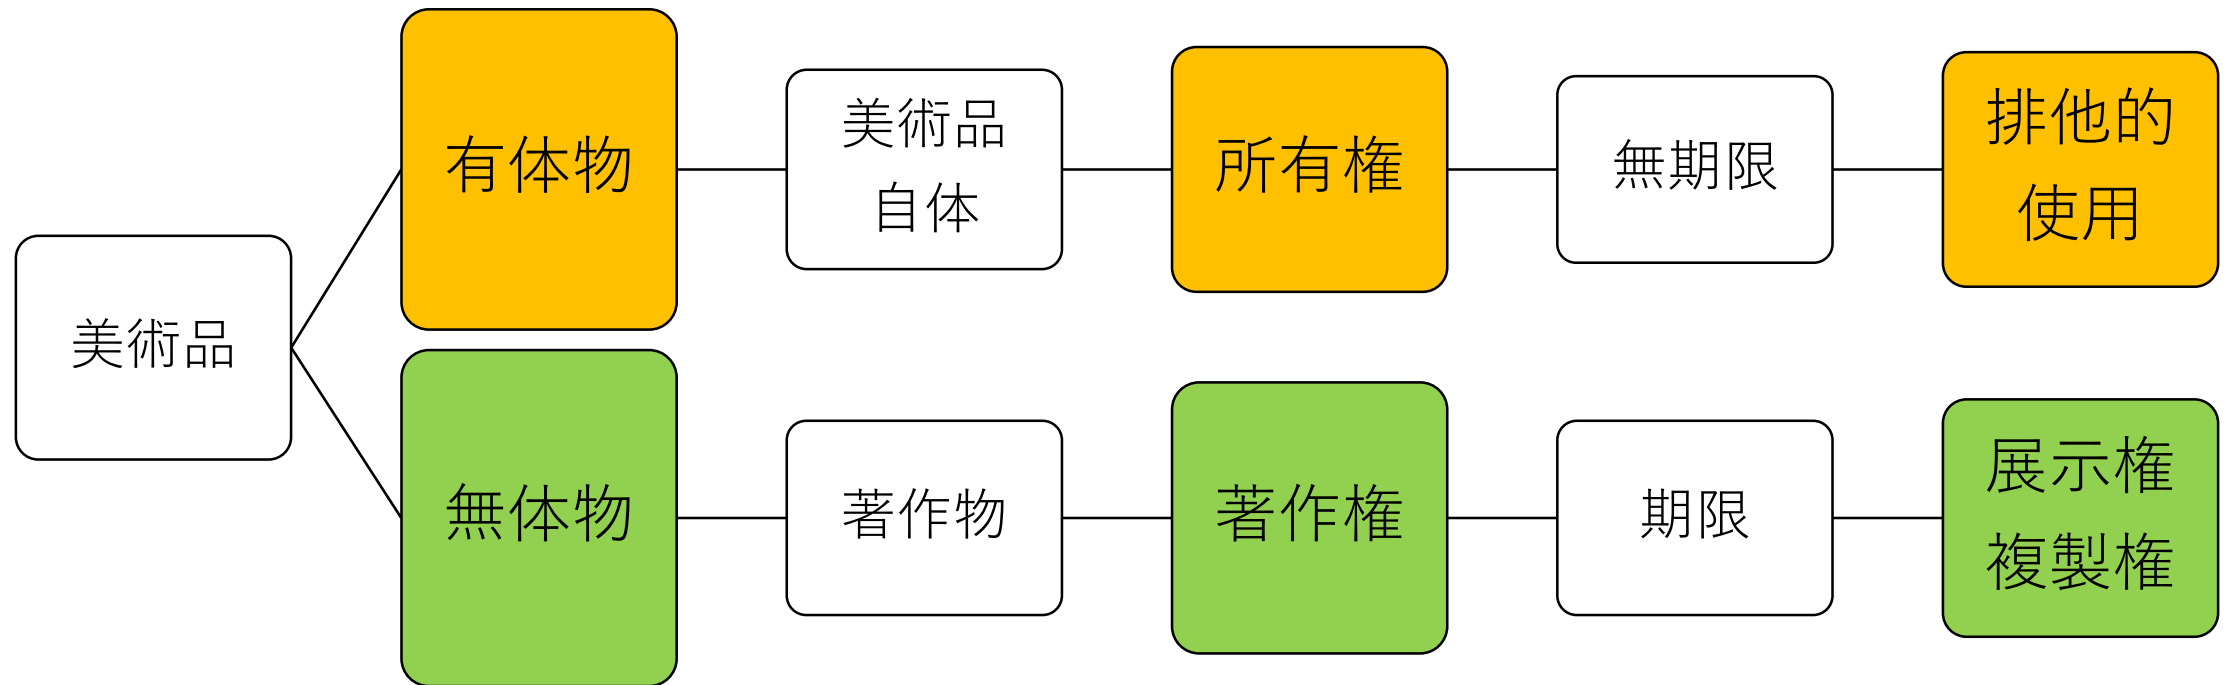 美術品
有体物
美術品
自体
所有権
無期限
排他的
使用
無体物
著作物
著作権
期限
展示権
複製権